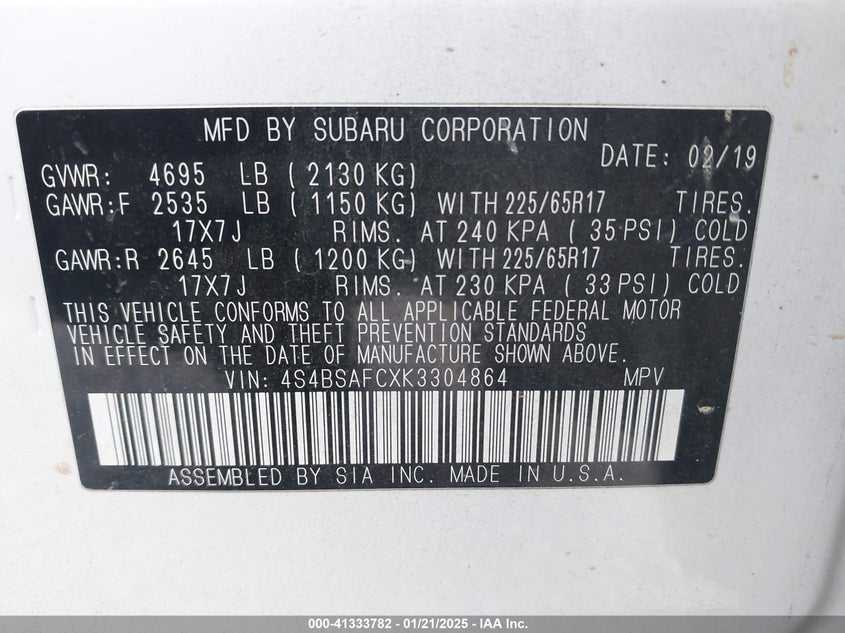 MFD BY SUBARU CORPORATION
DATE: 02/19
GVWR: 4695 LB ( 2130 KG)
GAWR:F 2535 LB ( 1150 KG) WITH 225/65R17 TIRES.
17X7J RIMS. AT 240 KPA ( 35 PSI) COLD
GAWR:R 2645 LB ( 1200 KG) WITH 225/65R17 TIRES.
17X7J RIMS. AT 230 KPA ( 33 PSI) COLD
THIS VEHICLE CONFORMS TO ALL APPLICABLE FEDERAL MOTOR
VEHICLE SAFETY AND THEFT PREVENTION STANDARDS
IN EFFECT ON THE DATE OF MANUFACTURE SHOWN ABOVE.
VIN: 4S4BSAFCXK3304864 MPV
ASSEMBLED BY SIA INC. MADE IN U.S.A.
000-41333782 - 01/21/2025 - IAA Inc.